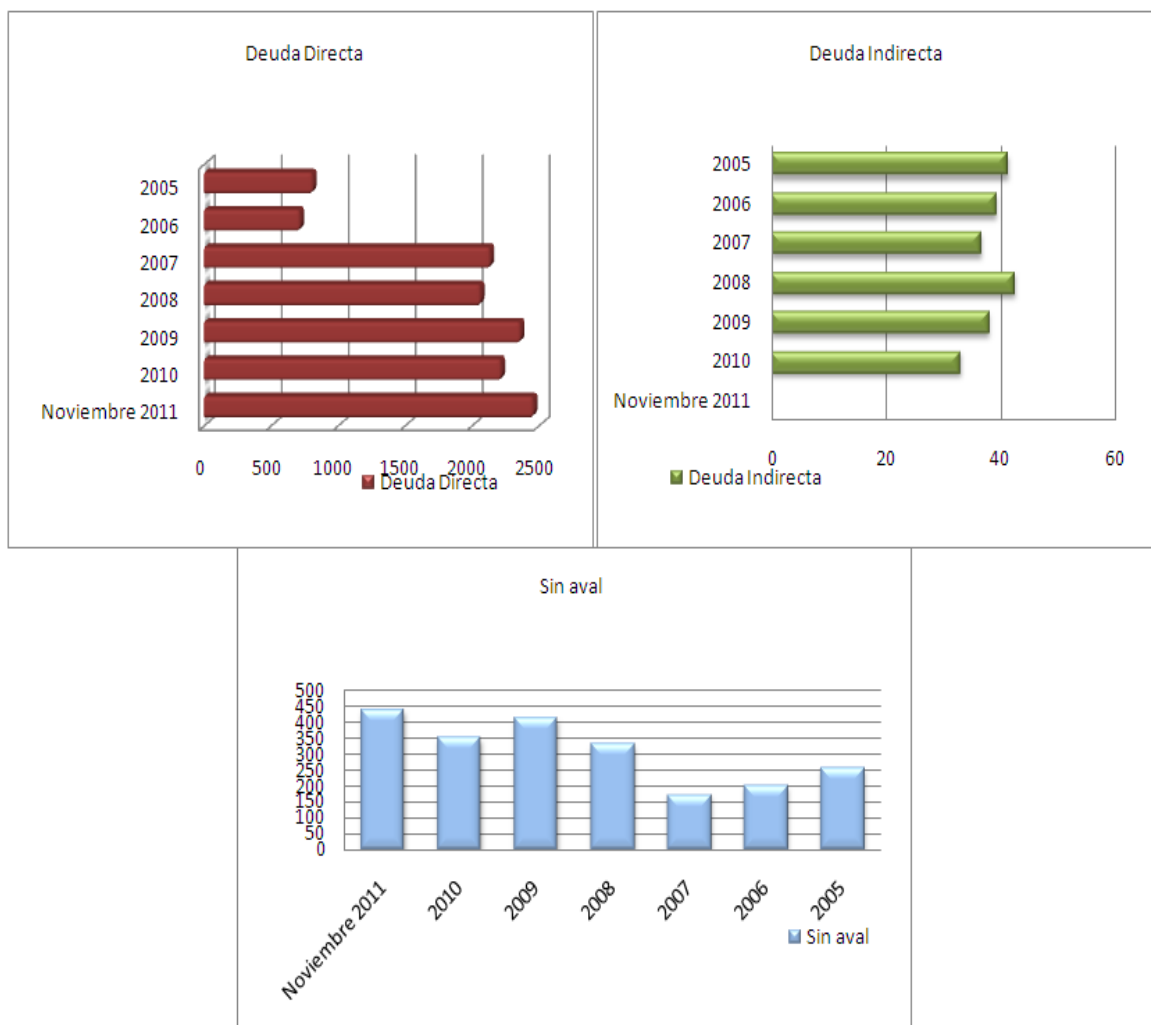 Deuda Directa
2005
2006
2007
2008
2009
2010
Noviembre 2011
0 500 1000 1500 2000 2500
Deuda Directa
Deuda Indirecta
2005
2006
2007
2008
2009
2010
Noviembre 2011
0 20 40 60
Deuda Indirecta
Sin aval
500
450
400
350
300
250
200
150
100
50
0
Noviembre 2011 2010 2009 2008 2007 2006 2005
Sin aval